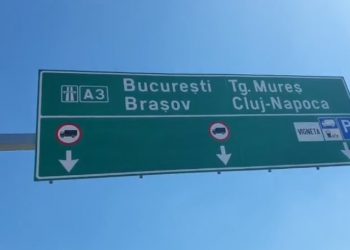 A3 București Tg. Mureș
Brașov Cluj-Napoca
VIGNETA P